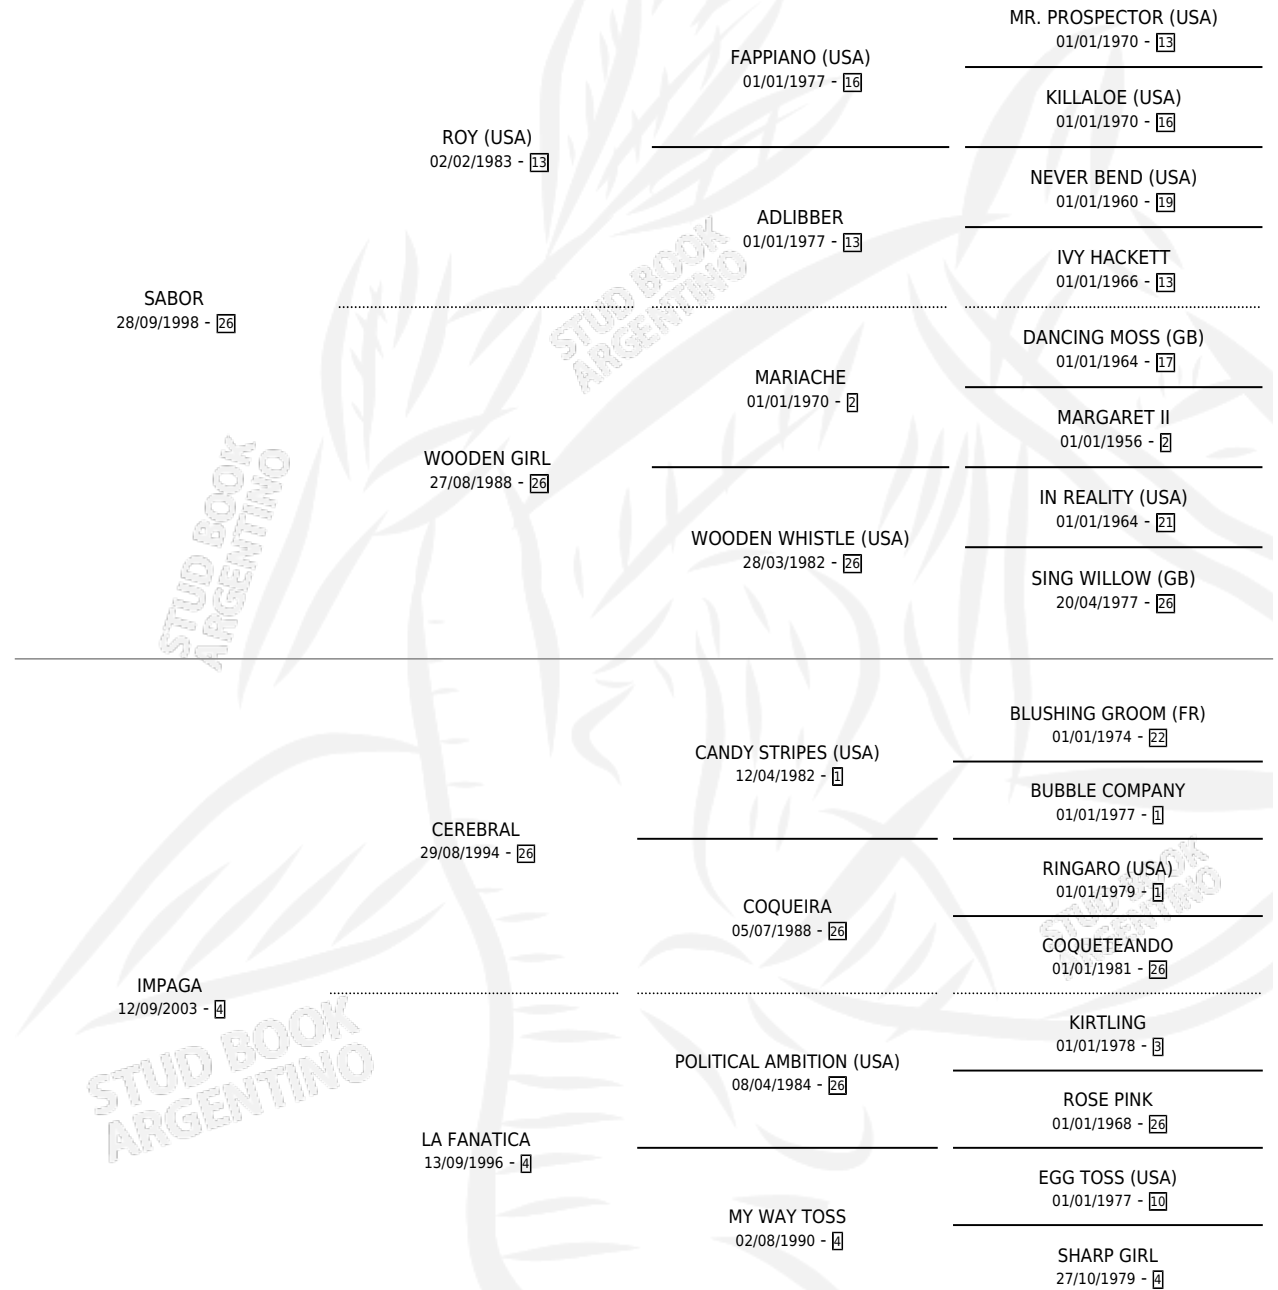 MR. PROSPECTOR (USA)
01/01/1970 - 13
FAPPIANO (USA)
01/01/1977 - 16
KILLALOE (USA)
01/01/1970 - 16
ROY (USA)
02/02/1983 - 13
NEVER BEND (USA)
01/01/1960 - 19
ADLIBBER
01/01/1977 - 13
IVY HACKETT
01/01/1966 - 13
SABOR
28/09/1998 - 26
STUD BOOK
ARGENTINO
DANCING MOSS (GB)
01/01/1964 - 17
MARIACHE
01/01/1970 - 2
MARGARET II
01/01/1956 - 2
WOODEN GIRL
27/08/1988 - 26
STUD BOOK
ARGENTINO
IN REALITY (USA)
01/01/1964 - 21
WOODEN WHISTLE (USA)
28/03/1982 - 26
SING WILLOW (GB)
20/04/1977 - 26
BLUSHING GROOM (FR)
01/01/1974 - 22
CANDY STRIPES (USA)
12/04/1982 - 1
BUBBLE COMPANY
01/01/1977 - 1
CEREBRAL
29/08/1994 - 26
RINGARO (USA)
01/01/1979 - 1
STUD BOOK
ARGENTINO
COQUEIRA
05/07/1988 - 26
COQUETEANDO
01/01/1981 - 26
IMPAGA
12/09/2003 - 4
STUD BOOK
ARGENTINO
KIRTLING
01/01/1978 - 3
POLITICAL AMBITION (USA)
08/04/1984 - 26
ROSE PINK
01/01/1968 - 26
LA FANATICA
13/09/1996 - 4
EGG TOSS (USA)
01/01/1977 - 10
MY WAY TOSS
02/08/1990 - 4
SHARP GIRL
27/10/1979 - 4